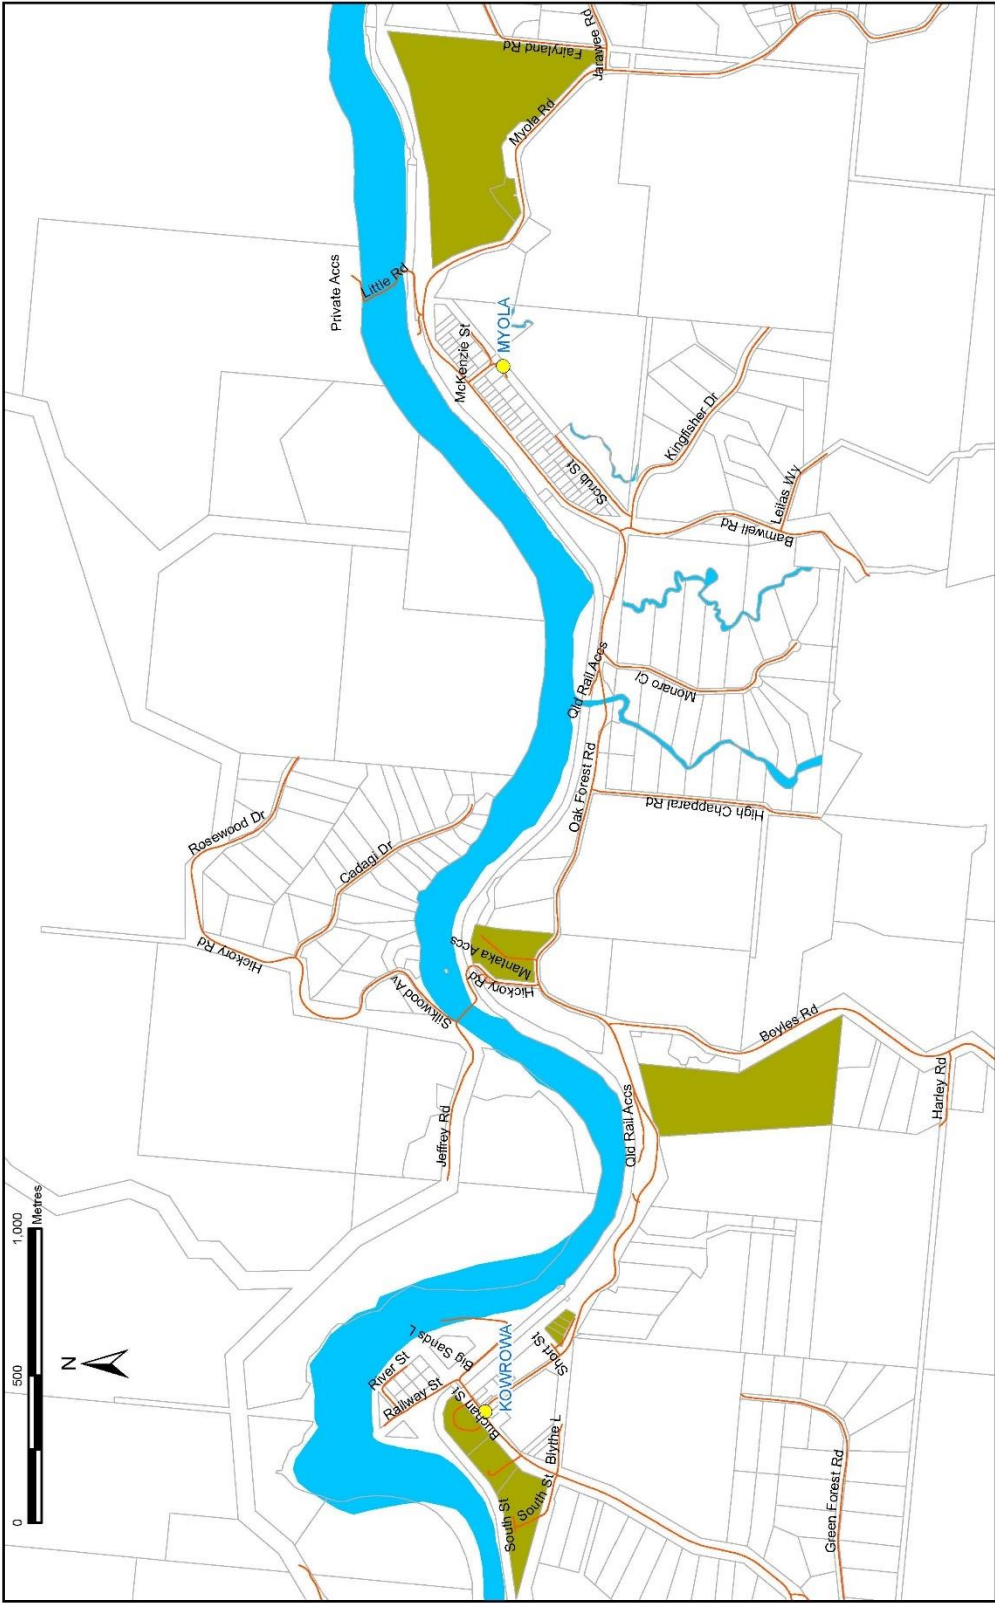 0
500
1,000
Metres
N
Rosewood Dr
Hickory Rd
Cadagi Dr
Private Accs
Little Rd
River St
Railway St
Big Sands L
Jeffrey Rd
Silkwood Av
Mantaka Accs
Hickory Rd
McKenzie St
MYOLA
Myola Rd
Fairyland Rd
Jarawee Rd
Buchan St
KOWROWA
South St
South St
Blythe L
Short St
Qld Rail Accs
Oak Forest Rd
Qld Rail Accs
Scrub St
High Chapparal Rd
Monaro Cl
Barnwell Rd
Kingfisher Dr
Leilas Wy
Boyles Rd
Green Forest Rd
Harley Rd